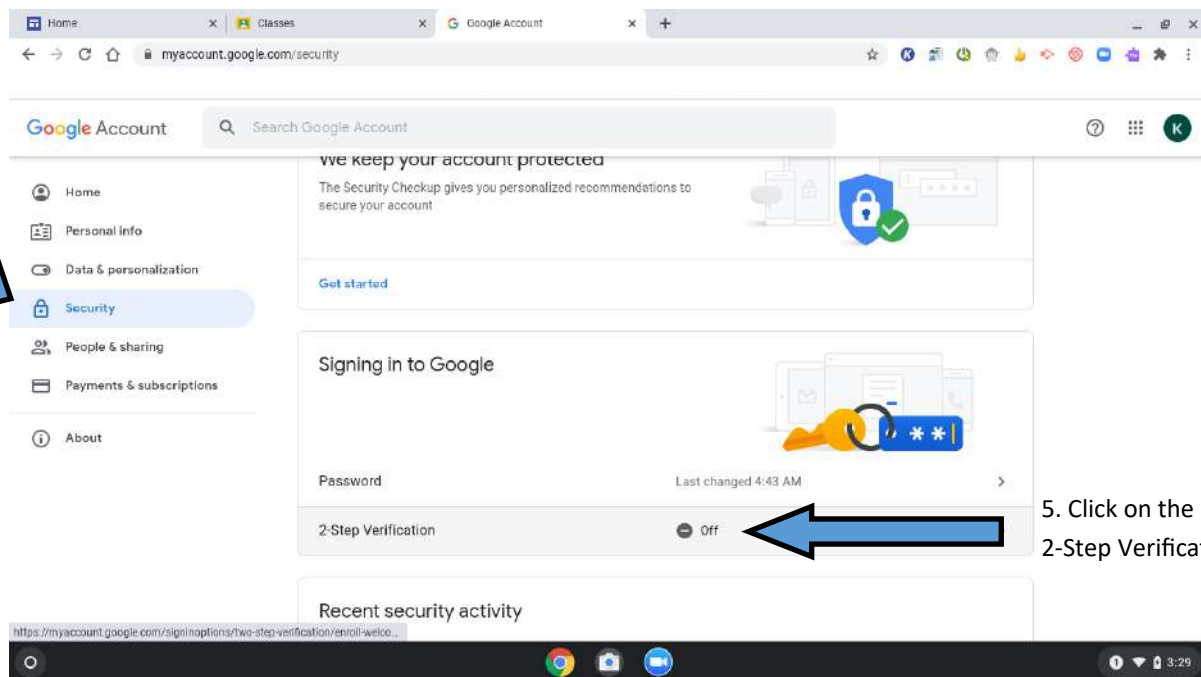 Home
Classes
Google Account
myaccount.google.com/security
Google Account
Search Google Account
K
We keep your account protected
The Security Checkup gives you personalized recommendations to
secure your account
Get started
Home
Personal info
Data & personalization
Security
People & sharing
Payments & subscriptions
About
Signing in to Google
**|
Password
Last changed 4:43 AM
2-Step Verification
Off
5. Click on the
2-Step Verifica
Recent security activity
https://myaccount.google.com/signinoptions/two-step-verification/enroll-welco...
3:29